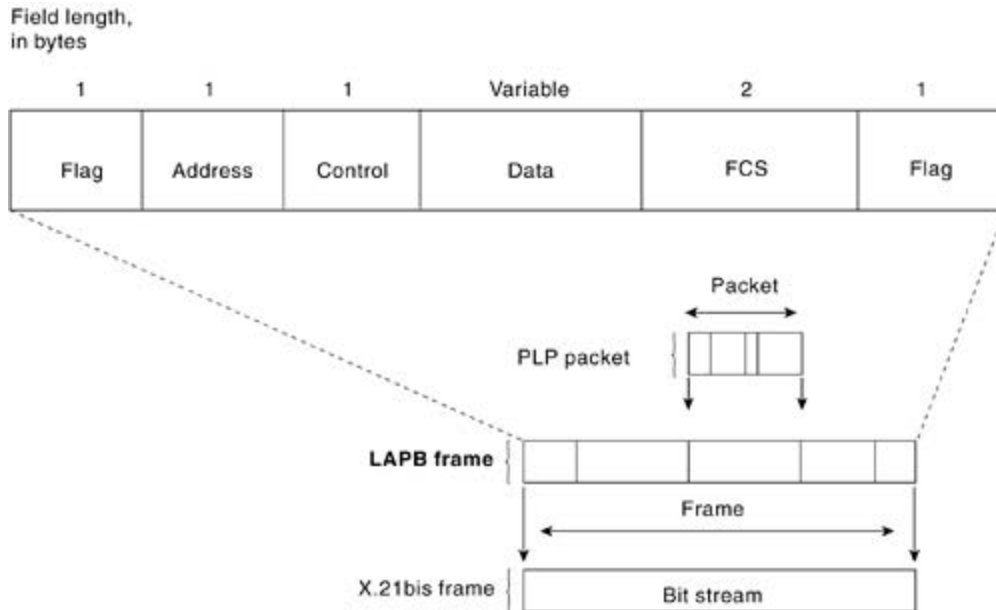 Field length,
in bytes
1 1 1 Variable 2 1
Flag Address Control Data FCS Flag
Packet
PLP packet
LAPB frame
Frame
X.21bis frame
Bit stream